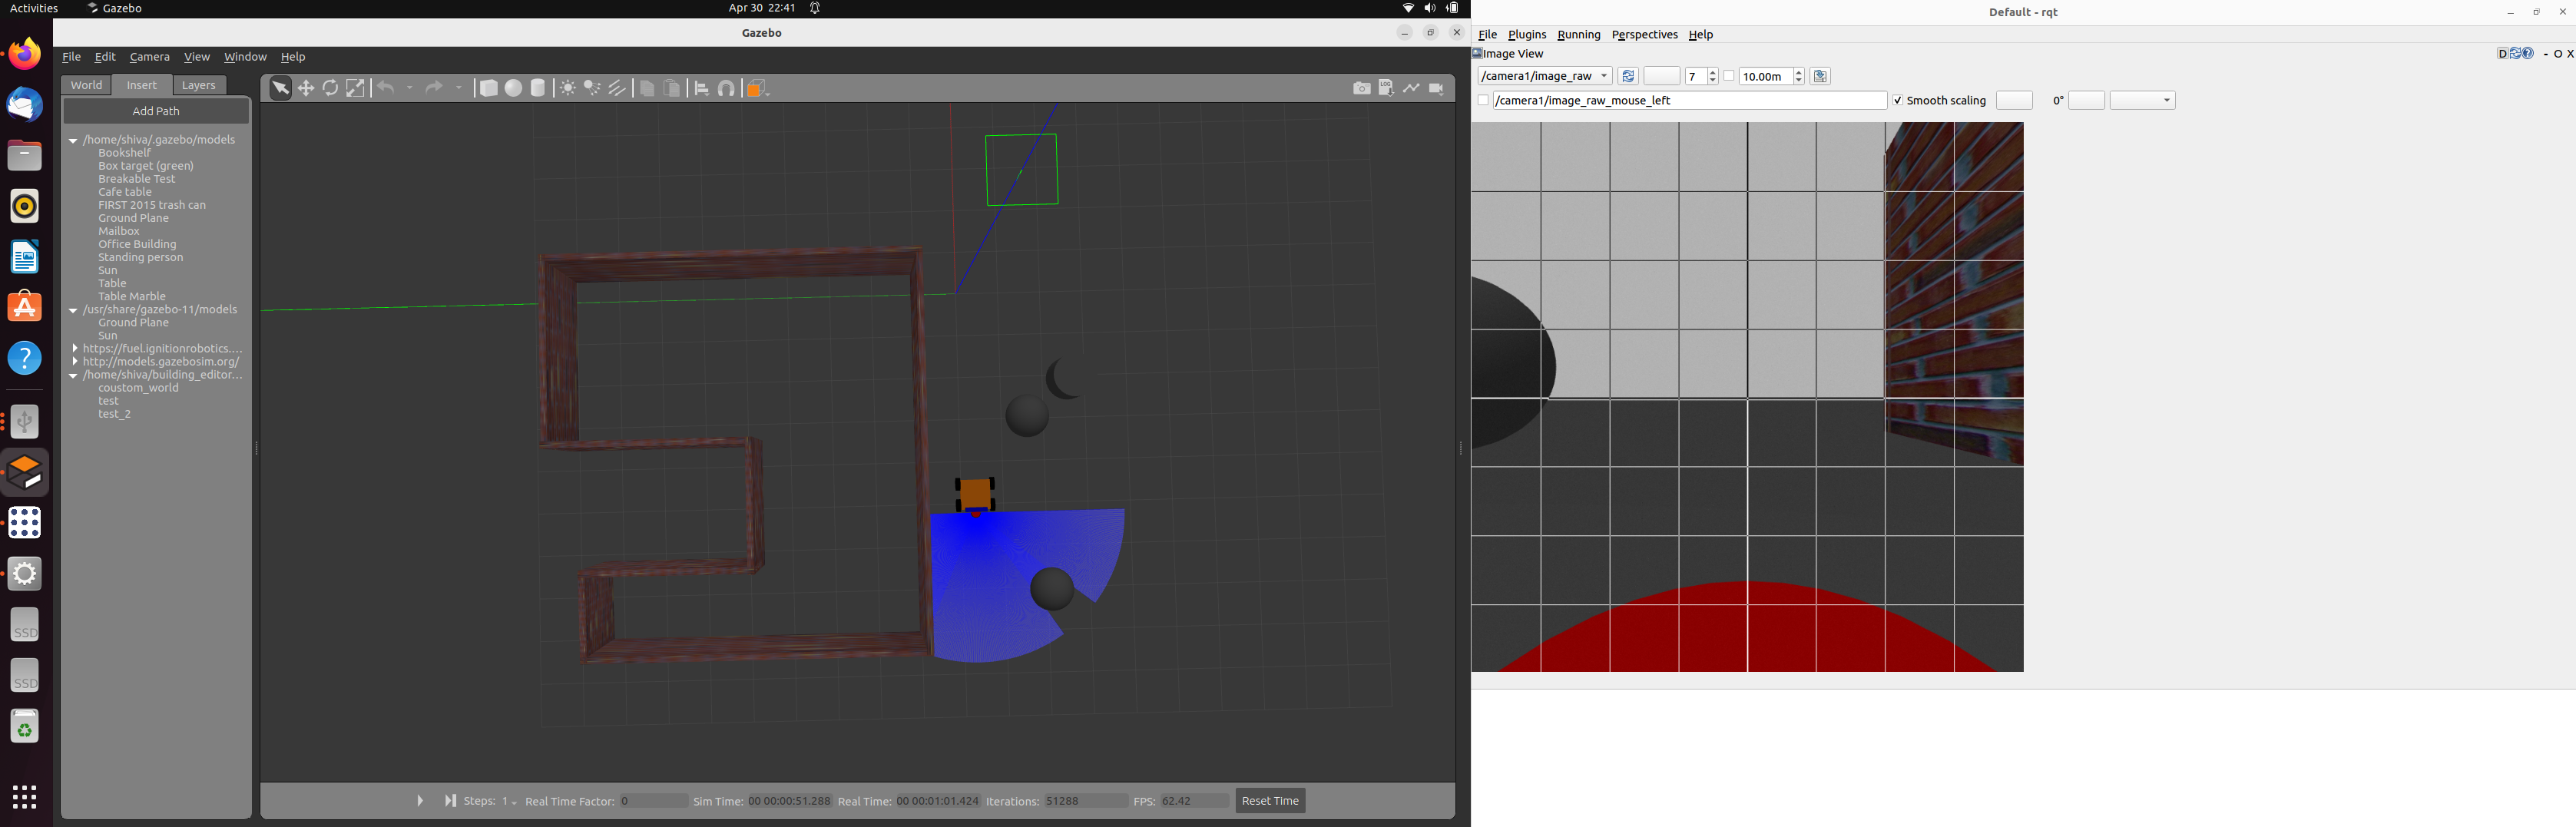 Activities Gazebo Apr 30 22:41
Gazebo
File Edit Camera View Window Help
World Insert Layers
Add Path
/home/shiva/.gazebo/models
Bookshelf
Box target (green)
Breakable Test
Cafe table
FIRST 2015 trash can
Ground Plane
Mailbox
Office Building
Standing person
Sun
Table
Table Marble
/usr/share/gazebo-11/models
Ground Plane
Sun
https://fuel.ignitionrobotics....
http://models.gazebosim.org/
/home/shiva/building_editor...
coustom_world
test
test_2
SSD
SSD
LOG
Steps: 1 Real Time Factor: 0 Sim Time: 00 00:00:51.288 Real Time: 00 00:01:01.424 Iterations: 51288 FPS: 62.42 Reset Time
Default - rqt
File Plugins Running Perspectives Help
Image View D - O X
/camera1/image_raw 7 10.00m
/camera1/image_raw_mouse_left Smooth scaling 0°